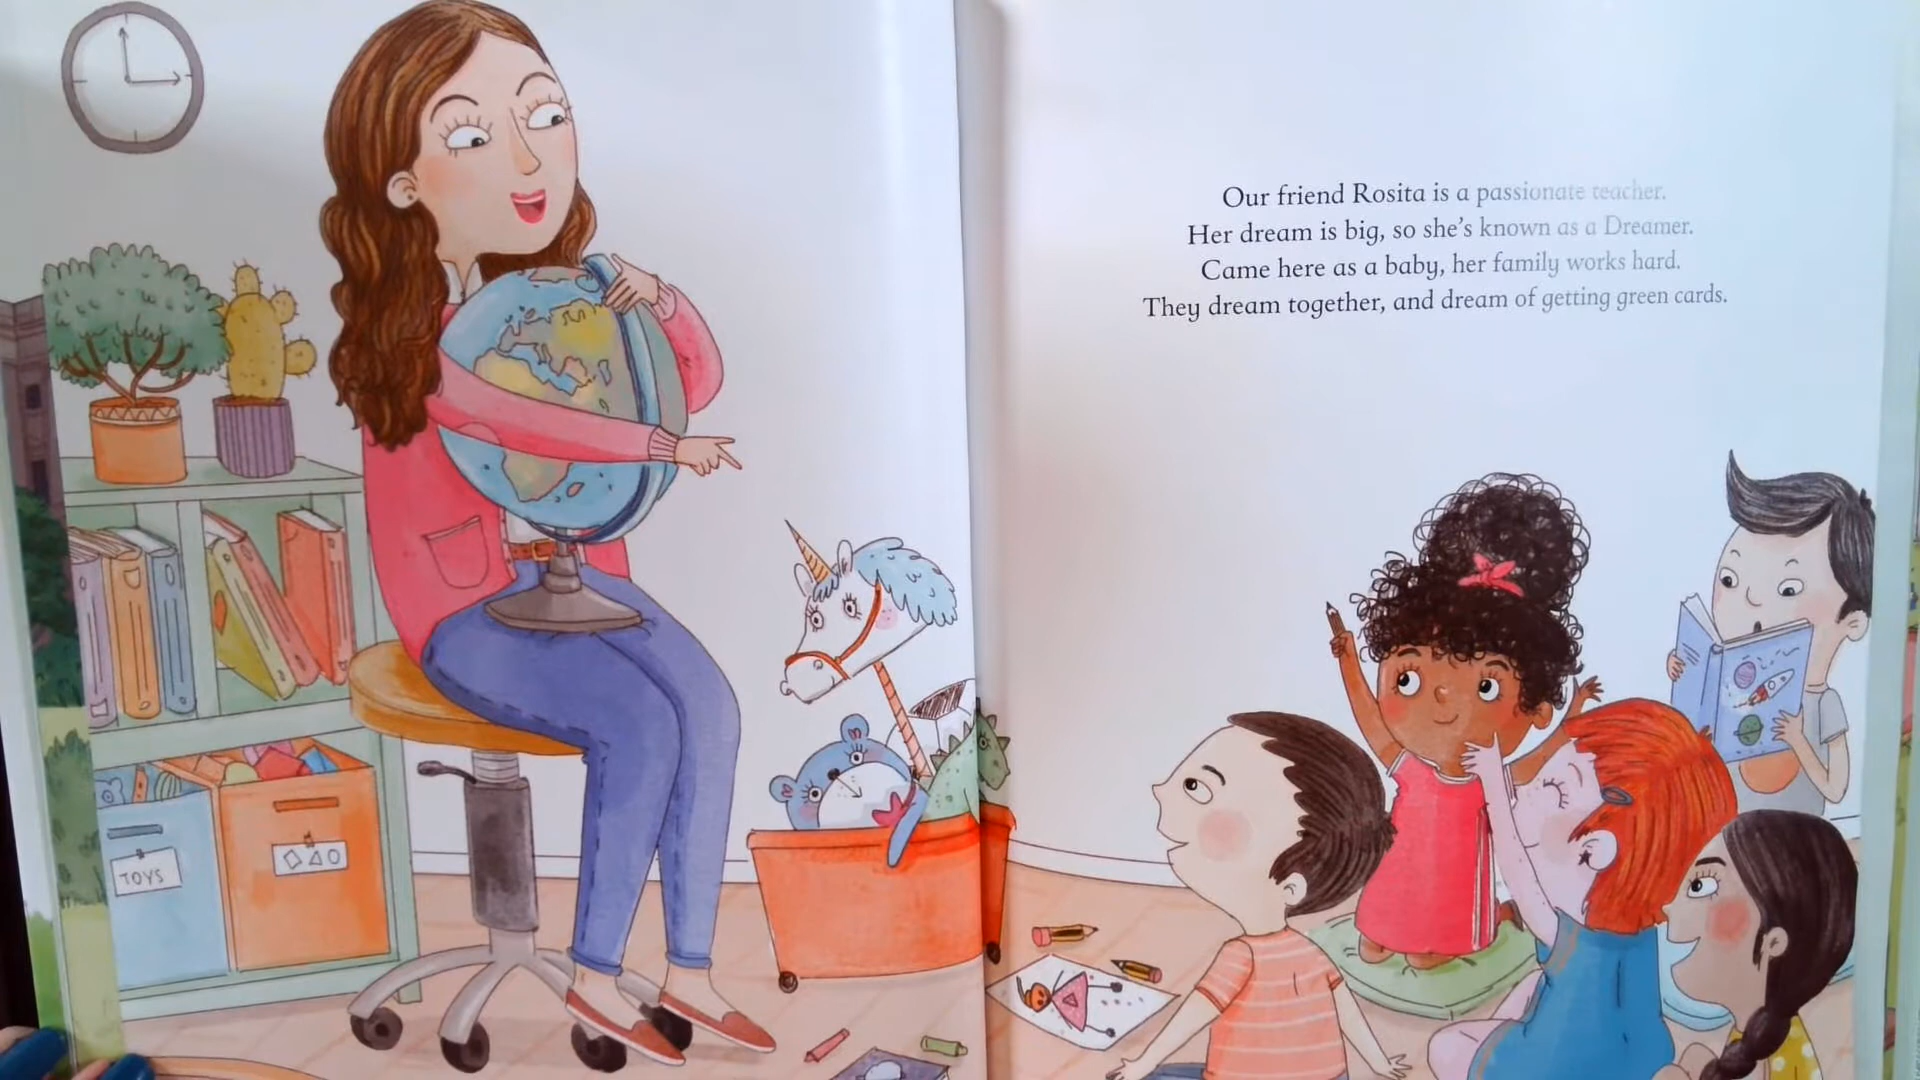 Our friend Rosita is a passionate teacher.
Her dream is big, so she's known as a Dreamer.
Came here as a baby, her family works hard.
They dream together, and dream of getting green cards.
TOYS